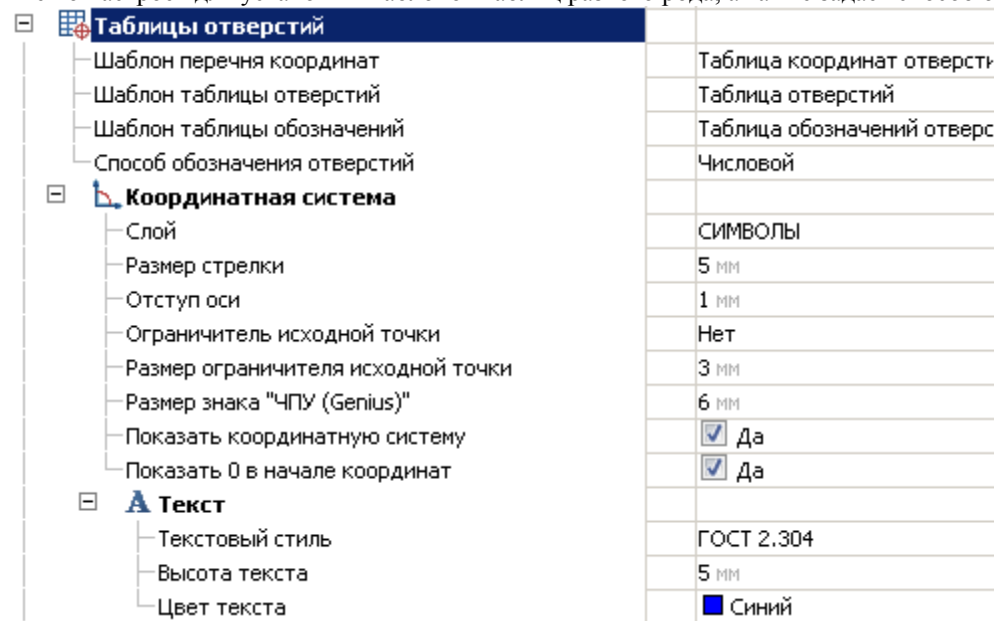 Таблицы отверстий
Шаблон перечня координат Таблица координат
Шаблон таблицы отверстий Таблица отверстий
Шаблон таблицы обозначений Таблица обозначений
Способ обозначения отверстий Числовой
Координатная система
Слой СИМВОЛЫ
Размер стрелки 5 мм
Отступ оси 1 мм
Ограничитель исходной точки Нет
Размер ограничителя исходной точки 3 мм
Размер знака "ЧПУ (Genius)" 6 мм
Показать координатную систему Да
Показать 0 в начале координат Да
Текст
Текстовый стиль ГОСТ 2.304
Высота текста 5 мм
Цвет текста Синий